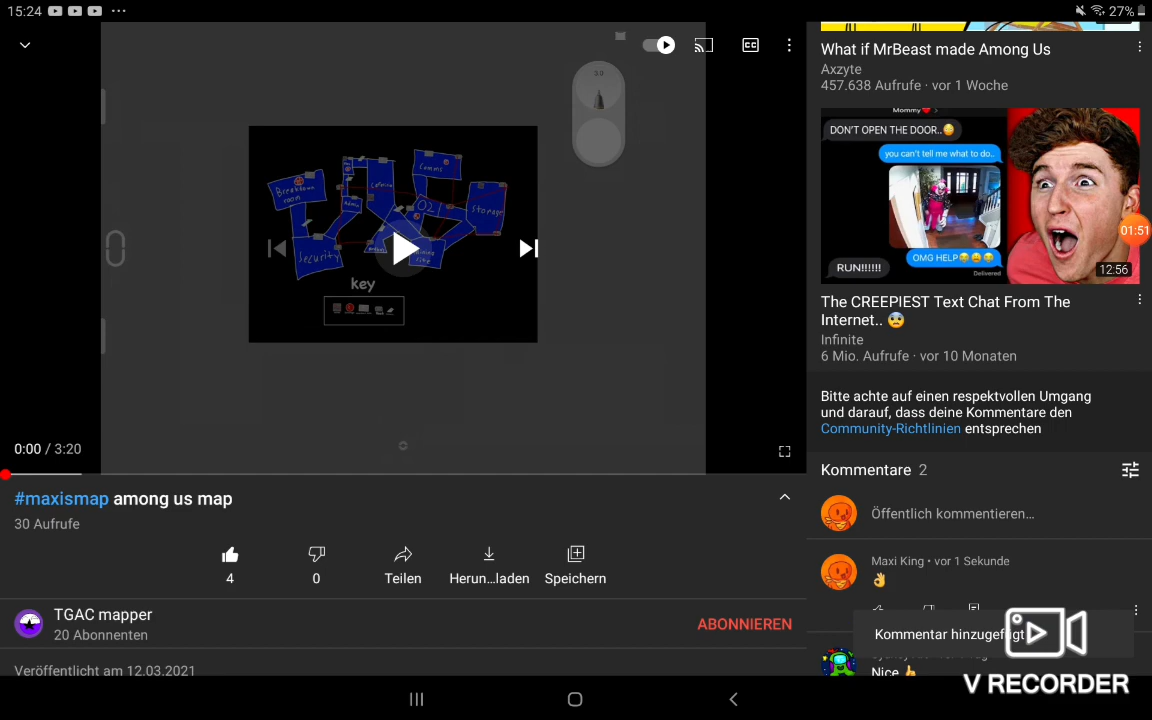 15:24
27%
Breakdown
room
Admin
Cafeteria
Comms
O2
Storage
Security
key
0:00 / 3:20
#maxismap among us map
30 Aufrufe
4
0
Teilen
Herun...laden
Speichern
TGAC mapper
20 Abonnenten
ABONNIEREN
Veröffentlicht am 12.03.2021
What if MrBeast made Among Us
Axzyte
457.638 Aufrufe · vor 1 Woche
Mommy
DON'T OPEN THE DOOR..😳
you can't tell me what to do..
OMG HELP😂😂😂
Delivered
RUN!!!!!!
01:51
12:56
The CREEPIEST Text Chat From The
Internet.. 😨
Infinite
6 Mio. Aufrufe · vor 10 Monaten
Bitte achte auf einen respektvollen Umgang
und darauf, dass deine Kommentare den
Community-Richtlinien entsprechen
Kommentare 2
Öffentlich kommentieren...
Maxi King • vor 1 Sekunde
👌
Kommentar hinzugefügt
Nice 👆
V RECORDER